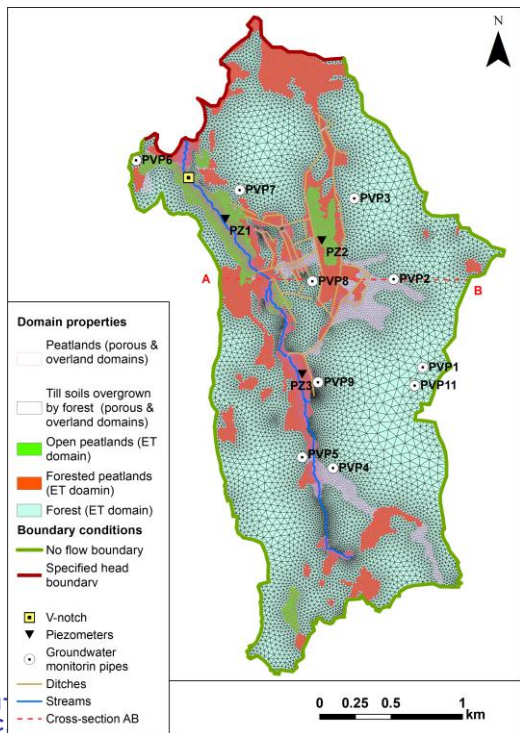 N
PVP6
PVP7
PVP3
PZ1
PZ2
A
PVP8
PVP2
B
PVP1
PZ3
PVP9
PVP11
PVP5
PVP4
Domain properties
Peatlands (porous &
overland domains)
Till soils overgrown
by forest (porous &
overland domains)
Open peatlands (ET
domain)
Forested peatlands
(ET doamin)
Forest (ET domain)
Boundary conditions
No flow boundary
Specified head
boundary
V-notch
Piezometers
Groundwater
monitorin pipes
Ditches
Streams
Cross-section AB
0 0.25 0.5 1
km